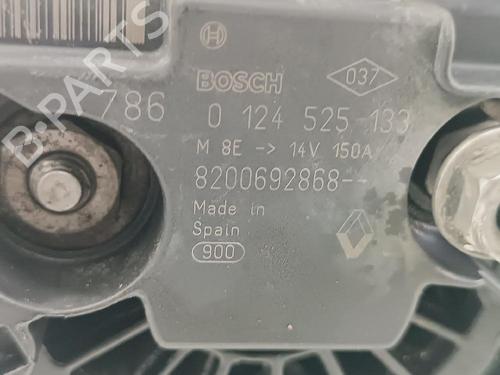 BOSCH
037
786 0 124 525 133
M 8E -> 14V 150A
8200692868--
Made in
Spain
900
B-PARTS